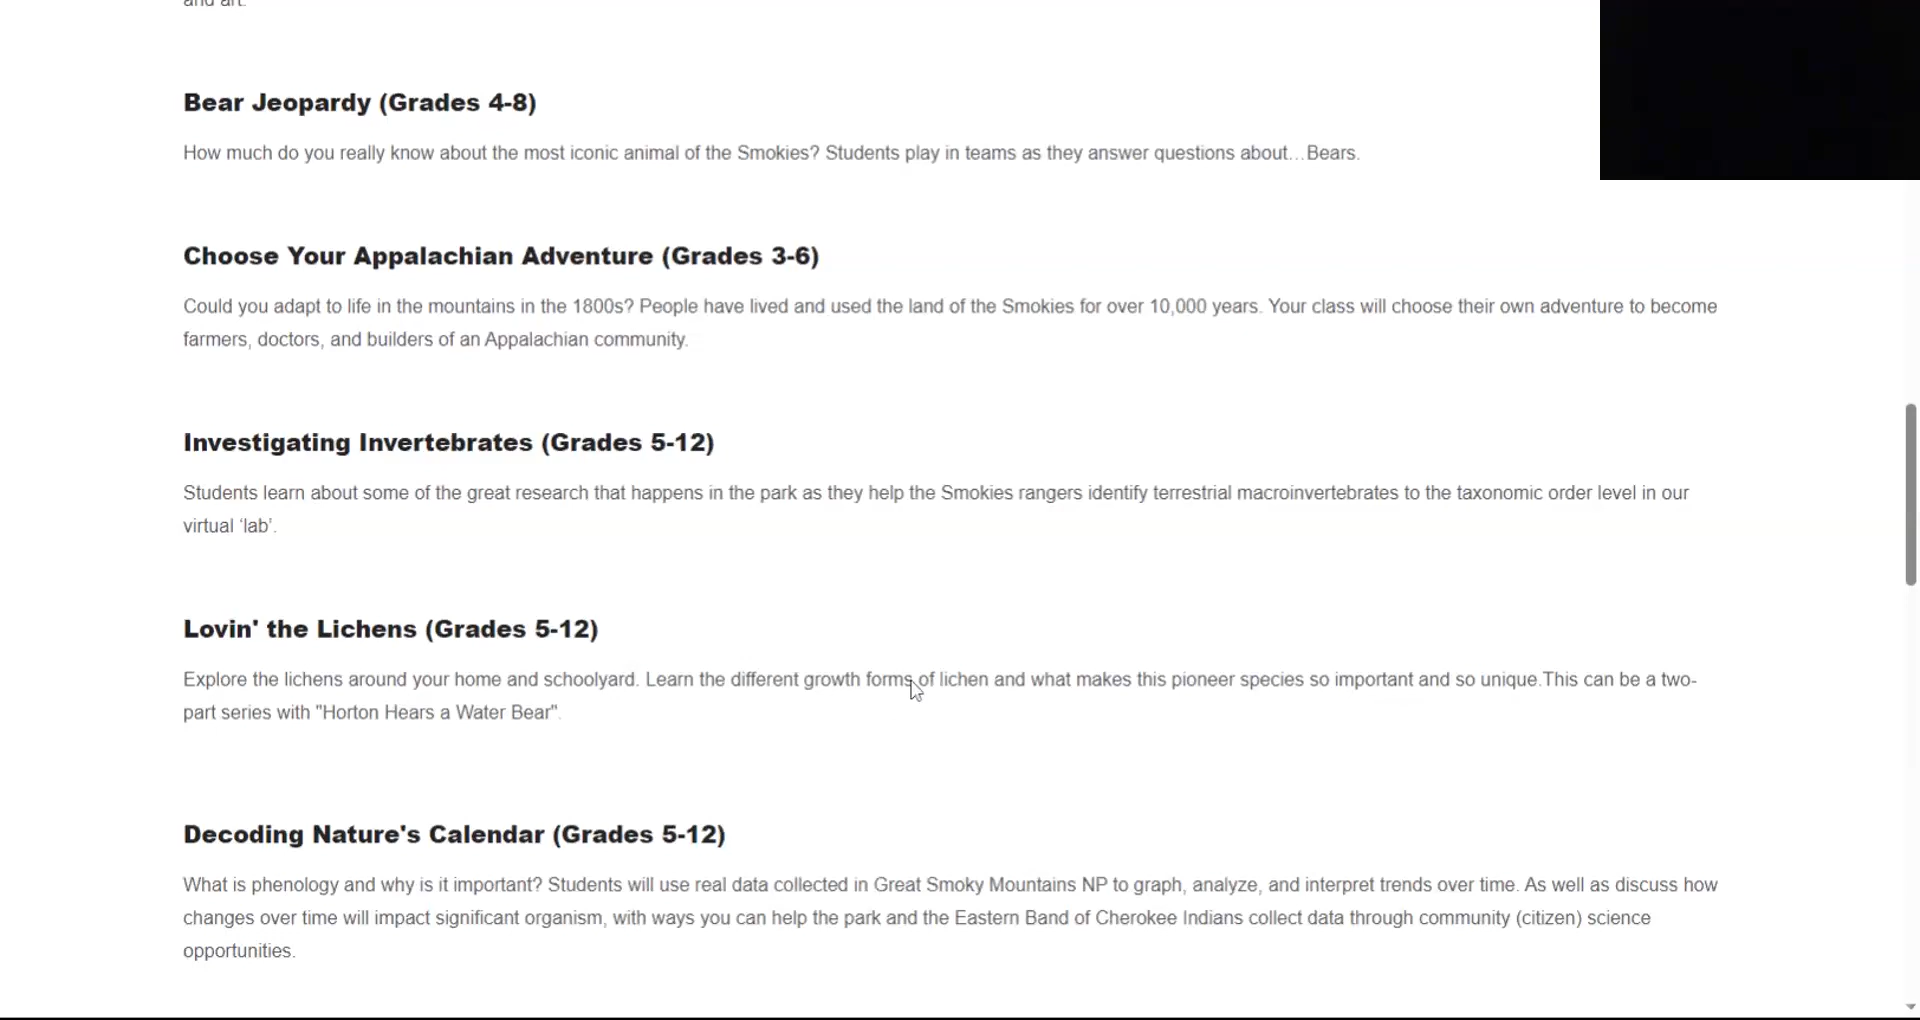 and art.
Bear Jeopardy (Grades 4-8)
How much do you really know about the most iconic animal of the Smokies? Students play in teams as they answer questions about…Bears.
Choose Your Appalachian Adventure (Grades 3-6)
Could you adapt to life in the mountains in the 1800s? People have lived and used the land of the Smokies for over 10,000 years. Your class will choose their own adventure to become
farmers, doctors, and builders of an Appalachian community.
Investigating Invertebrates (Grades 5-12)
Students learn about some of the great research that happens in the park as they help the Smokies rangers identify terrestrial macroinvertebrates to the taxonomic order level in our
virtual ‘lab’.
Lovin' the Lichens (Grades 5-12)
Explore the lichens around your home and schoolyard. Learn the different growth forms of lichen and what makes this pioneer species so important and so unique.This can be a two-
part series with "Horton Hears a Water Bear".
Decoding Nature's Calendar (Grades 5-12)
What is phenology and why is it important? Students will use real data collected in Great Smoky Mountains NP to graph, analyze, and interpret trends over time. As well as discuss how
changes over time will impact significant organism, with ways you can help the park and the Eastern Band of Cherokee Indians collect data through community (citizen) science
opportunities.